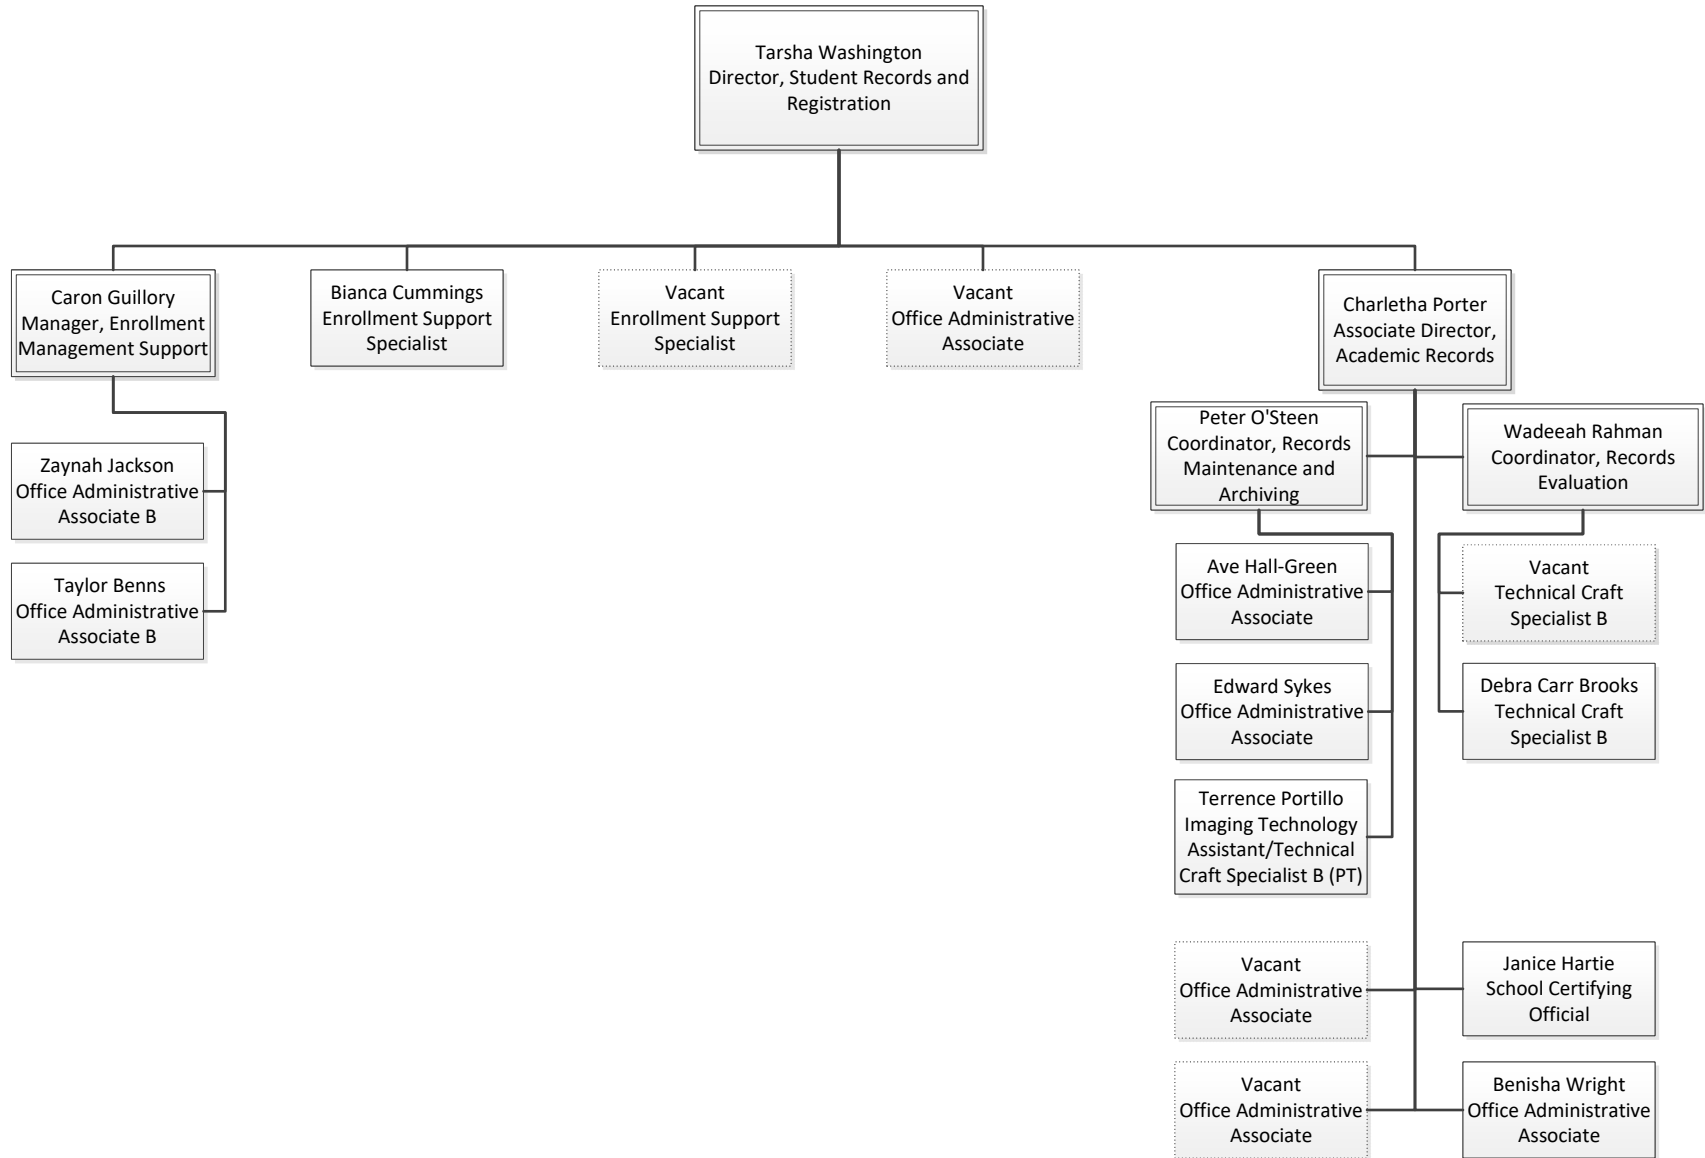 Tarsha Washington
Director, Student Records and
Registration
Caron Guillory
Manager, Enrollment
Management Support
Bianca Cummings
Enrollment Support
Specialist
Vacant
Enrollment Support
Specialist
Vacant
Office Administrative
Associate
Charletha Porter
Associate Director,
Academic Records
Zaynah Jackson
Office Administrative
Associate B
Taylor Benns
Office Administrative
Associate B
Peter O'Steen
Coordinator, Records
Maintenance and
Archiving
Wadeeah Rahman
Coordinator, Records
Evaluation
Ave Hall-Green
Office Administrative
Associate
Edward Sykes
Office Administrative
Associate
Terrence Portillo
Imaging Technology
Assistant/Technical
Craft Specialist B (PT)
Vacant
Technical Craft
Specialist B
Debra Carr Brooks
Technical Craft
Specialist B
Vacant
Office Administrative
Associate
Janice Hartie
School Certifying
Official
Vacant
Office Administrative
Associate
Benisha Wright
Office Administrative
Associate